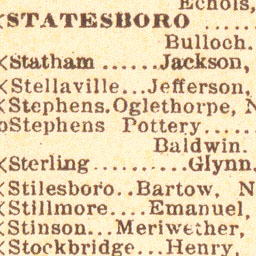 Echols,
×STATESBORO ......
Bulloch.
×Statham ......Jackson,
×Stellaville...Jefferson,
×Stephens.Oglethorpe, N
oStephens Pottery.....
Baldwin.
×Sterling..........Glynn.
×Stilesboro..Bartow, N
×Stillmore....Emanuel,
×Stinson...Meriwether,
×Stockbridge...Henry,